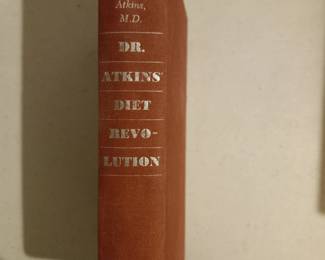 Atkins,
M.D.
DR.
ATKINS'
DIET
REVO-
LUTION